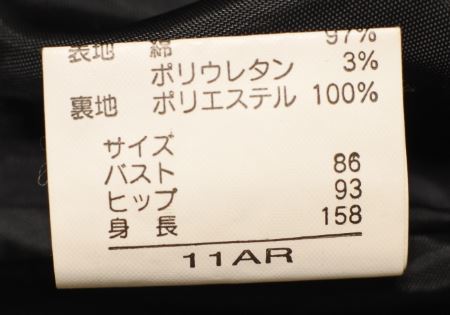 表地 綿 97%
ポリウレタン 3%
裏地 ポリエステル 100%
サイズ
バスト 86
ヒップ 93
身長 158
11AR